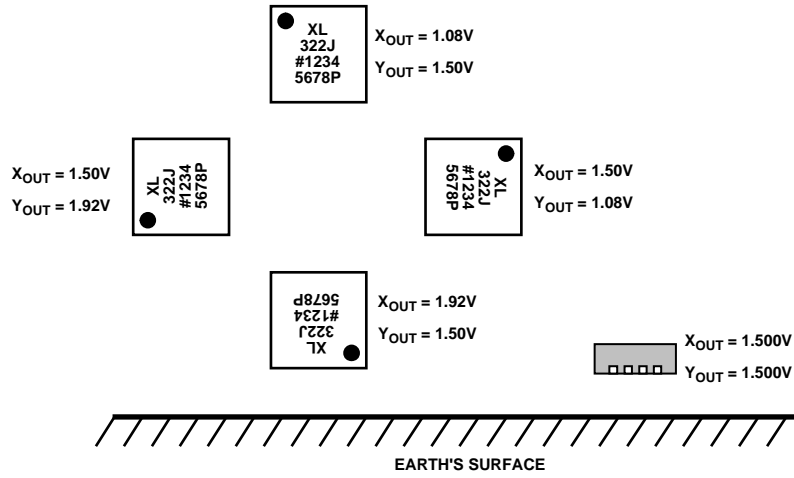 XL
322J
#1234
5678P
XOUT = 1.08V
YOUT = 1.50V
XOUT = 1.50V
YOUT = 1.92V
XL
322J
#1234
5678P
XL
322J
#1234
5678P
XOUT = 1.50V
YOUT = 1.08V
XL
322J
#1234
5678P
XOUT = 1.92V
YOUT = 1.50V
XOUT = 1.500V
YOUT = 1.500V
EARTH'S SURFACE